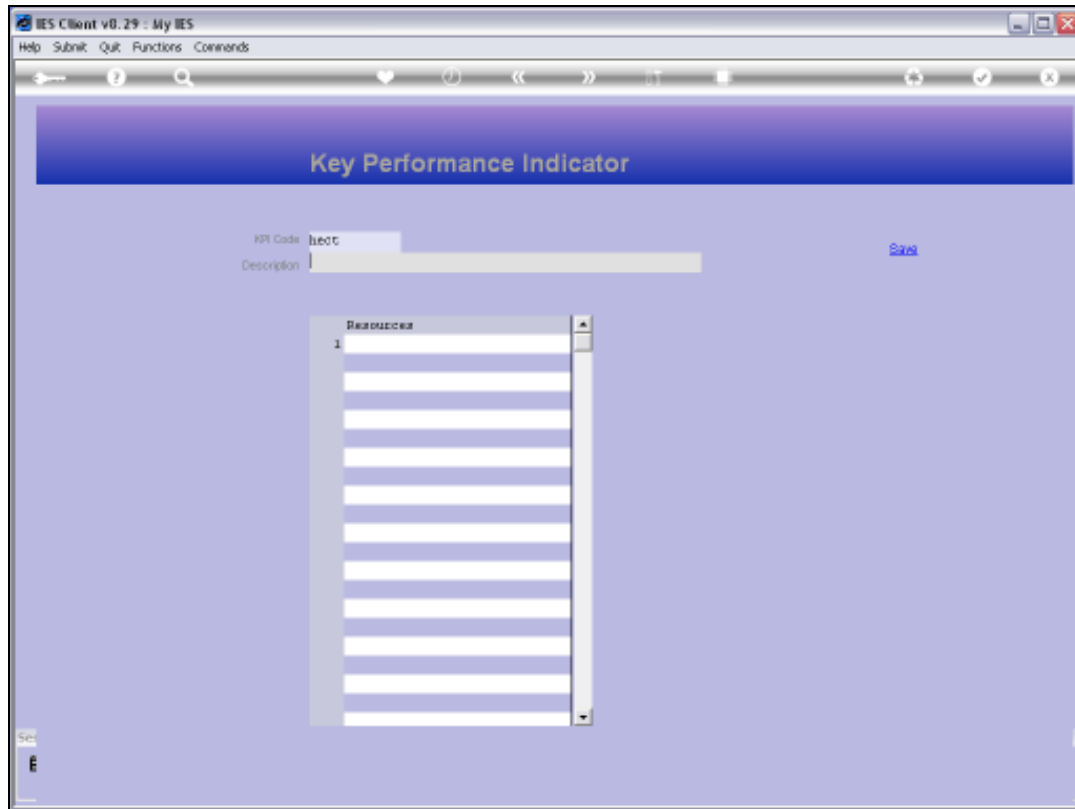 IES Client v8.29 : My IES
Help Submit Quit Functions Commands
Key Performance Indicator
KPI Code hect
Save
Description
Resources
1